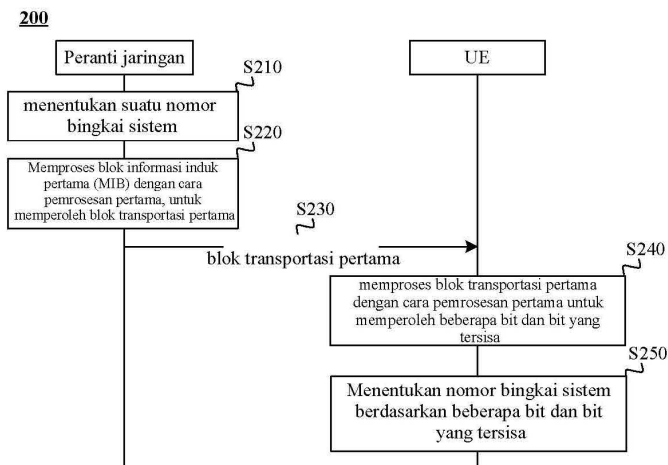 200
Peranti jaringan
UE
S210
menentukan suatu nomor
bingkai sistem
S220
Memproses blok informasi induk
pertama (MIB) dengan cara
pemrosesan pertama, untuk
memperoleh blok transportasi pertama
S230
blok transportasi pertama
S240
memproses blok transportasi pertama
dengan cara pemrosesan pertama untuk
memperoleh beberapa bit dan bit yang
tersisa
S250
Menentukan nomor bingkai sistem
berdasarkan beberapa bit dan bit
yang tersisa